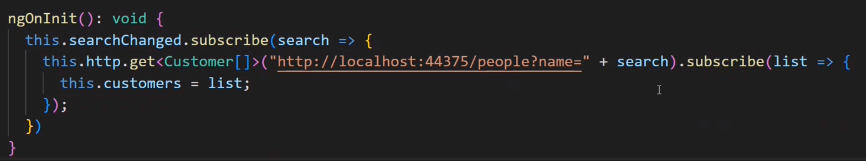 ngOnInit(): void {
this.searchChanged.subscribe(search => {
this.http.get<Customer[]>("http://localhost:44375/people?name=" + search).subscribe(list => {
this.customers = list;
});
})
}